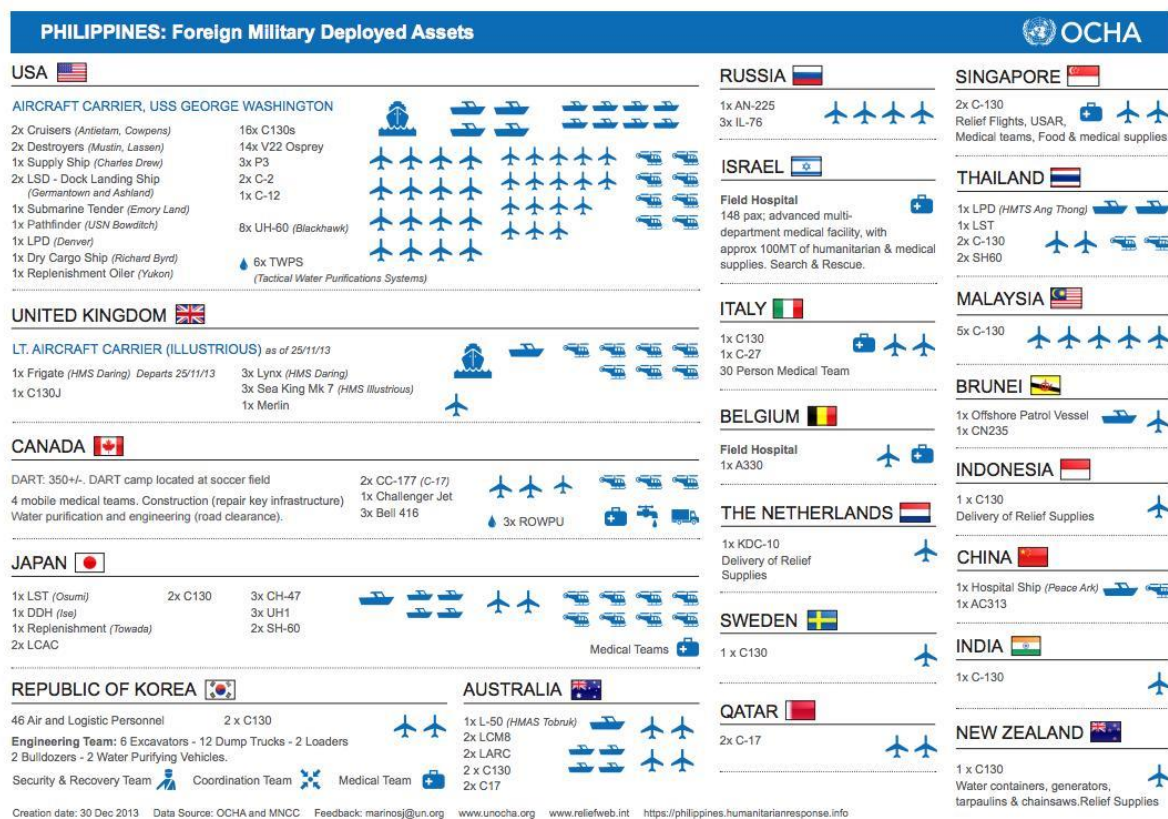 PHILIPPINES: Foreign Military Deployed Assets
OCHA
USA
AIRCRAFT CARRIER, USS GEORGE WASHINGTON
2x Cruisers (Antietam, Cowpens)
2x Destroyers (Mustin, Lassen)
1x Supply Ship (Charles Drew)
2x LSD - Dock Landing Ship
(Germantown and Ashland)
1x Submarine Tender (Emory Land)
1x Pathfinder (USN Bowditch)
1x LPD (Denver)
1x Dry Cargo Ship (Richard Byrd)
1x Replenishment Oiler (Yukon)
16x C130s
14x V22 Osprey
3x P3
2x C-2
1x C-12
8x UH-60 (Blackhawk)
6x TWPS
(Tactical Water Purifications Systems)
UNITED KINGDOM
LT. AIRCRAFT CARRIER (ILLUSTRIOUS) as of 25/11/13
1x Frigate (HMS Daring) Departs 25/11/13
1x C130J
3x Lynx (HMS Daring)
3x Sea King Mk 7 (HMS Illustrious)
1x Merlin
CANADA
DART: 350+/-. DART camp located at soccer field
4 mobile medical teams. Construction (repair key infrastructure)
Water purification and engineering (road clearance).
2x CC-177 (C-17)
1x Challenger Jet
3x Bell 416
3x ROWPU
JAPAN
1x LST (Osumi)
1x DDH (Ise)
1x Replenishment (Towada)
2x LCAC
2x C130
3x CH-47
3x UH1
2x SH-60
Medical Teams
REPUBLIC OF KOREA
46 Air and Logistic Personnel
2 x C130
Engineering Team: 6 Excavators - 12 Dump Trucks - 2 Loaders
2 Bulldozers - 2 Water Purifying Vehicles.
Security & Recovery Team
Coordination Team
Medical Team
AUSTRALIA
1x L-50 (HMAS Tobruk)
2x LCM8
2x LARC
2 x C130
2x C17
RUSSIA
1x AN-225
3x IL-76
ISRAEL
Field Hospital
148 pax; advanced multi-
department medical facility, with
approx 100MT of humanitarian & medical
supplies. Search & Rescue.
ITALY
1x C130
1x C-27
30 Person Medical Team
BELGIUM
Field Hospital
1x A330
THE NETHERLANDS
1x KDC-10
Delivery of Relief
Supplies
SWEDEN
1 x C130
QATAR
2x C-17
SINGAPORE
2x C-130
Relief Flights, USAR,
Medical teams, Food & medical supplies
THAILAND
1x LPD (HMTS Ang Thong)
1x LST
2x C-130
2x SH60
MALAYSIA
5x C-130
BRUNEI
1x Offshore Patrol Vessel
1x CN235
INDONESIA
1 x C130
Delivery of Relief Supplies
CHINA
1x Hospital Ship (Peace Ark)
1x AC313
INDIA
1x C-130
NEW ZEALAND
1 x C130
Water containers, generators,
tarpaulins & chainsaws.Relief Supplies
Creation date: 30 Dec 2013 Data Source: OCHA and MNCC Feedback: marinosj@un.org www.unocha.org www.reliefweb.int https://philippines.humanitarianresponse.info